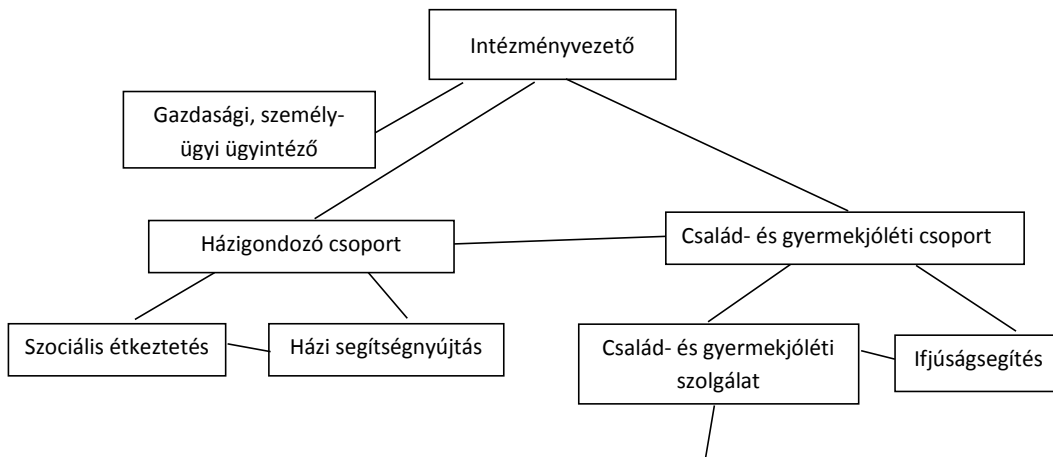 Intézményvezető
Gazdasági, személy-
ügyi ügyintéző
Házigondozó csoport
Család- és gyermekjóléti csoport
Szociális étkeztetés
Házi segítségnyújtás
Család- és gyermekjóléti
szolgálat
Ifjúságsegítés